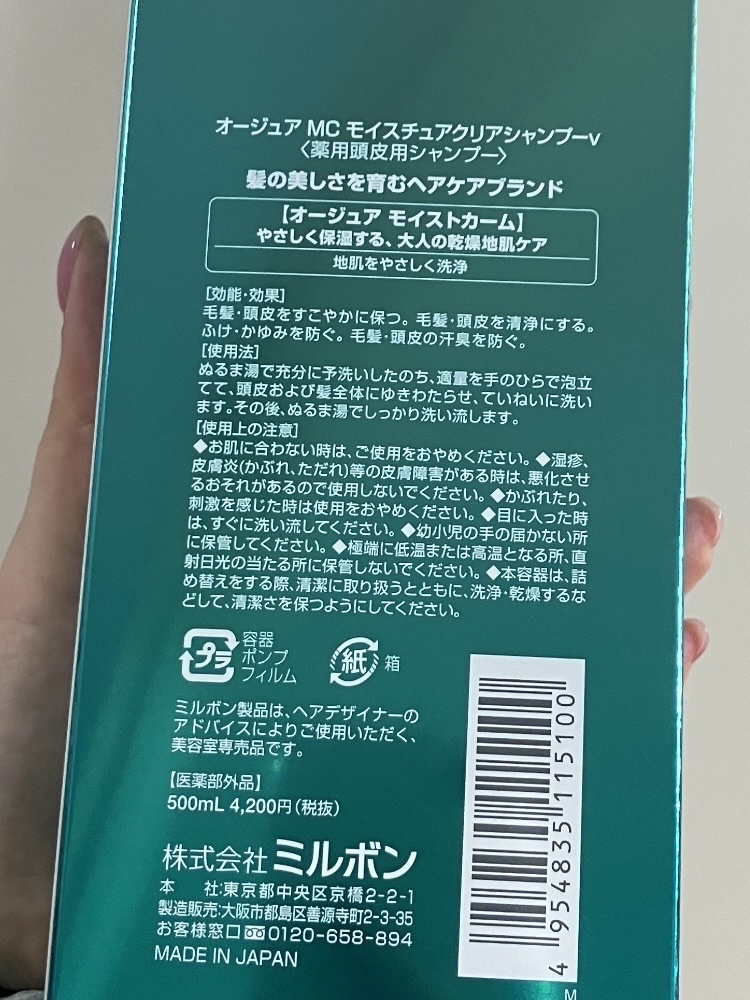 オージュア MC モイスチュアクリアシャンプーv
〈薬用頭皮用シャンプー〉
髪の美しさを育むヘアケアブランド
【オージュア モイストカーム】
やさしく保湿する、大人の乾燥地肌ケア
地肌をやさしく洗浄
[効能・効果]
毛髪・頭皮をすこやかに保つ。毛髪・頭皮を清浄にする。
ふけ・かゆみを防ぐ。毛髪・頭皮の汗臭を防ぐ。
[使用法]
ぬるま湯で充分に予洗いしたのち、適量を手のひらで泡立
てて、頭皮および髪全体にゆきわたらせ、ていねいに洗い
ます。その後、ぬるま湯でしっかり洗い流します。
[使用上の注意]
◆お肌に合わない時は、ご使用をおやめください。◆湿疹、
皮膚炎(かぶれ、ただれ)等の皮膚障害がある時は、悪化させ
るおそれがあるので使用しないでください。◆かぶれたり、
刺激を感じた時は使用をおやめください。◆目に入った時
は、すぐに洗い流してください。◆幼小児の手の届かない所
に保管してください。◆極端に低温または高温となる所、直
射日光の当たる所に保管しないでください。◆本容器は、詰
め替えをする際、清潔に取り扱うとともに、洗浄・乾燥するな
どして、清潔さを保つようにしてください。
プラ
容器
ポンプ
フィルム
紙
箱
ミルボン製品は、ヘアデザイナーの
アドバイスによりご使用いただく、
美容室専売品です。
【医薬部外品】
500mL 4,200円(税抜)
株式会社 ミルボン
本 社:東京都中央区京橋2-2-1
製造販売:大阪市都島区善源寺町2-3-35
お客様窓口 0120-658-894
MADE IN JAPAN
4 954835 115100
M